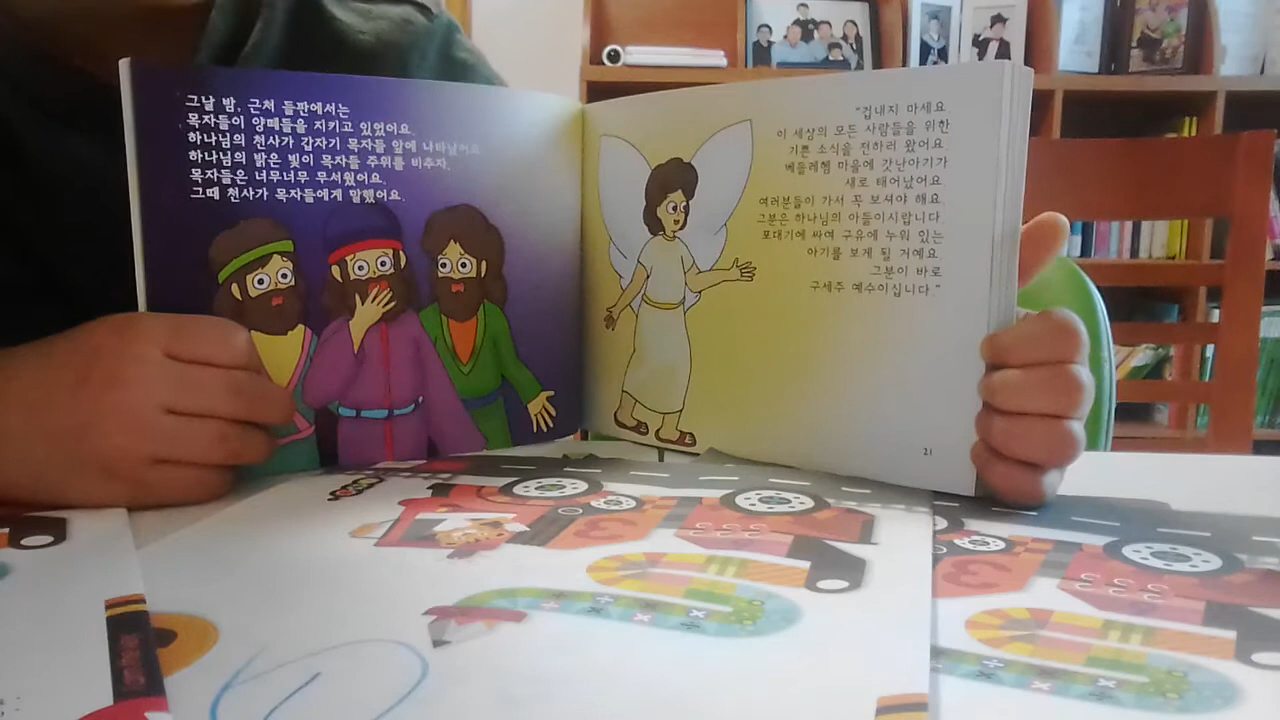 그날 밤, 근처 들판에서는
목자들이 양떼들을 지키고 있었어요.
하나님의 천사가 갑자기 목자들 앞에 나타났어요.
하나님의 밝은 빛이 목자들 주위를 비추자,
목자들은 너무너무 무서웠어요.
그때 천사가 목자들에게 말했어요.
"겁내지 마세요
이 세상의 모든 사람들을 위한
기쁜 소식을 전하러 왔어요.
베들레헴 마을에 갓난아기가
새로 태어났어요.
여러분들이 가서 꼭 보셔야 해요.
그분은 하나님의 아들이시랍니다.
포대기에 싸여 구유에 누워 있는
아기를 보게 될 거예요.
그분이 바로
구세주 예수이십니다."
21